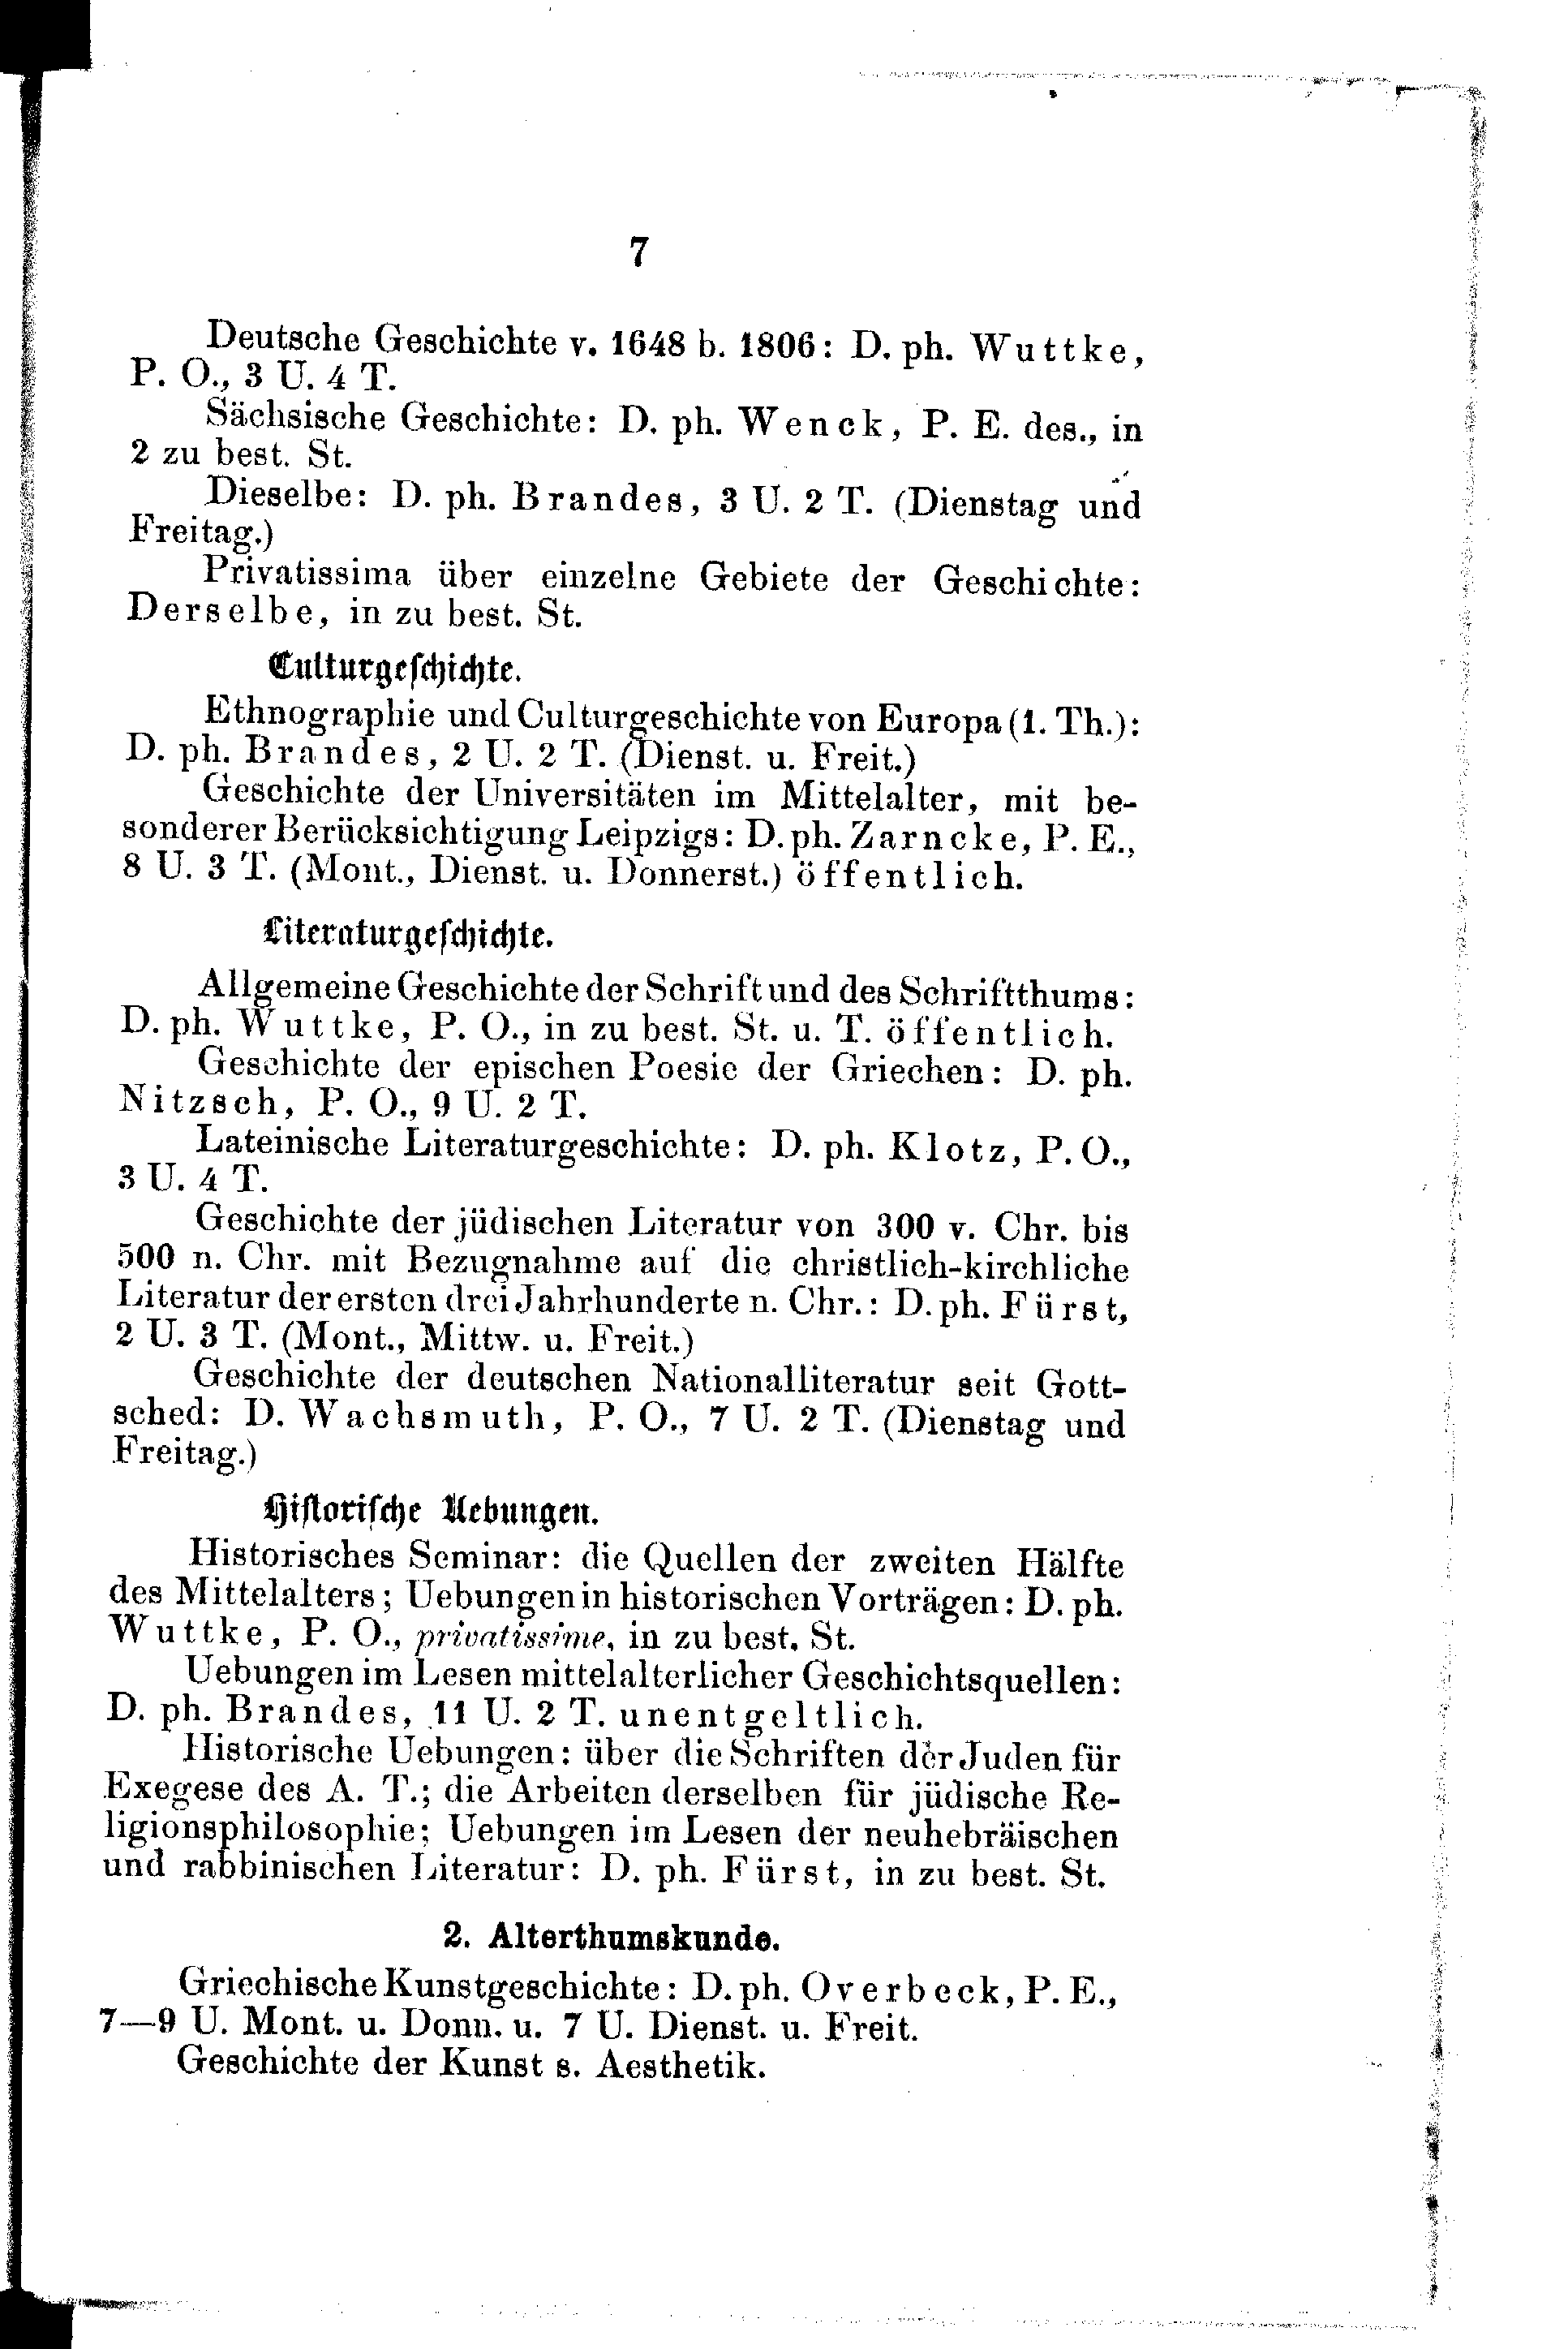 7
Deutsche Geschichte v. 1648 b. 1806: D. ph. Wuttke,
P. O., 3 U. 4 T.
Sächsische Geschichte: D. ph. Wenck, P. E. des., in
2 zu best. St.
Dieselbe: D. ph. Brandes, 3 U. 2 T. (Dienstag und
Freitag.)
Privatissima über einzelne Gebiete der Geschichte:
Derselbe, in zu best. St.
Culturgeschichte.
Ethnographie und Culturgeschichte von Europa (1. Th.):
D. ph. Brandes, 2 U. 2 T. (Dienst. u. Freit.)
Geschichte der Universitäten im Mittelalter, mit be-
sonderer Berücksichtigung Leipzigs: D. ph. Zarncke, P. E.,
8 U. 3 T. (Mont., Dienst. u. Donnerst.) öffentlich.
Literaturgeschichte.
Allgemeine Geschichte der Schrift und des Schriftthums:
D. ph. Wuttke, P. O., in zu best. St. u. T. öffentlich.
Geschichte der epischen Poesie der Griechen: D. ph.
Nitzsch, P. O., 9 U. 2 T.
Lateinische Literaturgeschichte: D. ph. Klotz, P. O.,
3 U. 4 T.
Geschichte der jüdischen Literatur von 300 v. Chr. bis
500 n. Chr. mit Bezugnahme auf die christlich-kirchliche
Literatur der ersten drei Jahrhunderte n. Chr.: D. ph. Fürst,
2 U. 3 T. (Mont., Mittw. u. Freit.)
Geschichte der deutschen Nationalliteratur seit Gott-
sched: D. Wachsmuth, P. O., 7 U. 2 T. (Dienstag und
Freitag.)
Historische Uebungen.
Historisches Seminar: die Quellen der zweiten Hälfte
des Mittelalters; Uebungen in historischen Vorträgen: D. ph.
Wuttke, P. O., privatissime, in zu best. St.
Uebungen im Lesen mittelalterlicher Geschichtsquellen:
D. ph. Brandes, 11 U. 2 T. unentgeltlich.
Historische Uebungen: über die Schriften der Juden für
Exegese des A. T.; die Arbeiten derselben für jüdische Re-
ligionsphilosophie; Uebungen im Lesen der neuhebräischen
und rabbinischen Literatur: D. ph. Fürst, in zu best. St.
2. Alterthumskunde.
Griechische Kunstgeschichte: D. ph. Overbeck, P. E.,
7—9 U. Mont. u. Donn. u. 7 U. Dienst. u. Freit.
Geschichte der Kunst s. Aesthetik.